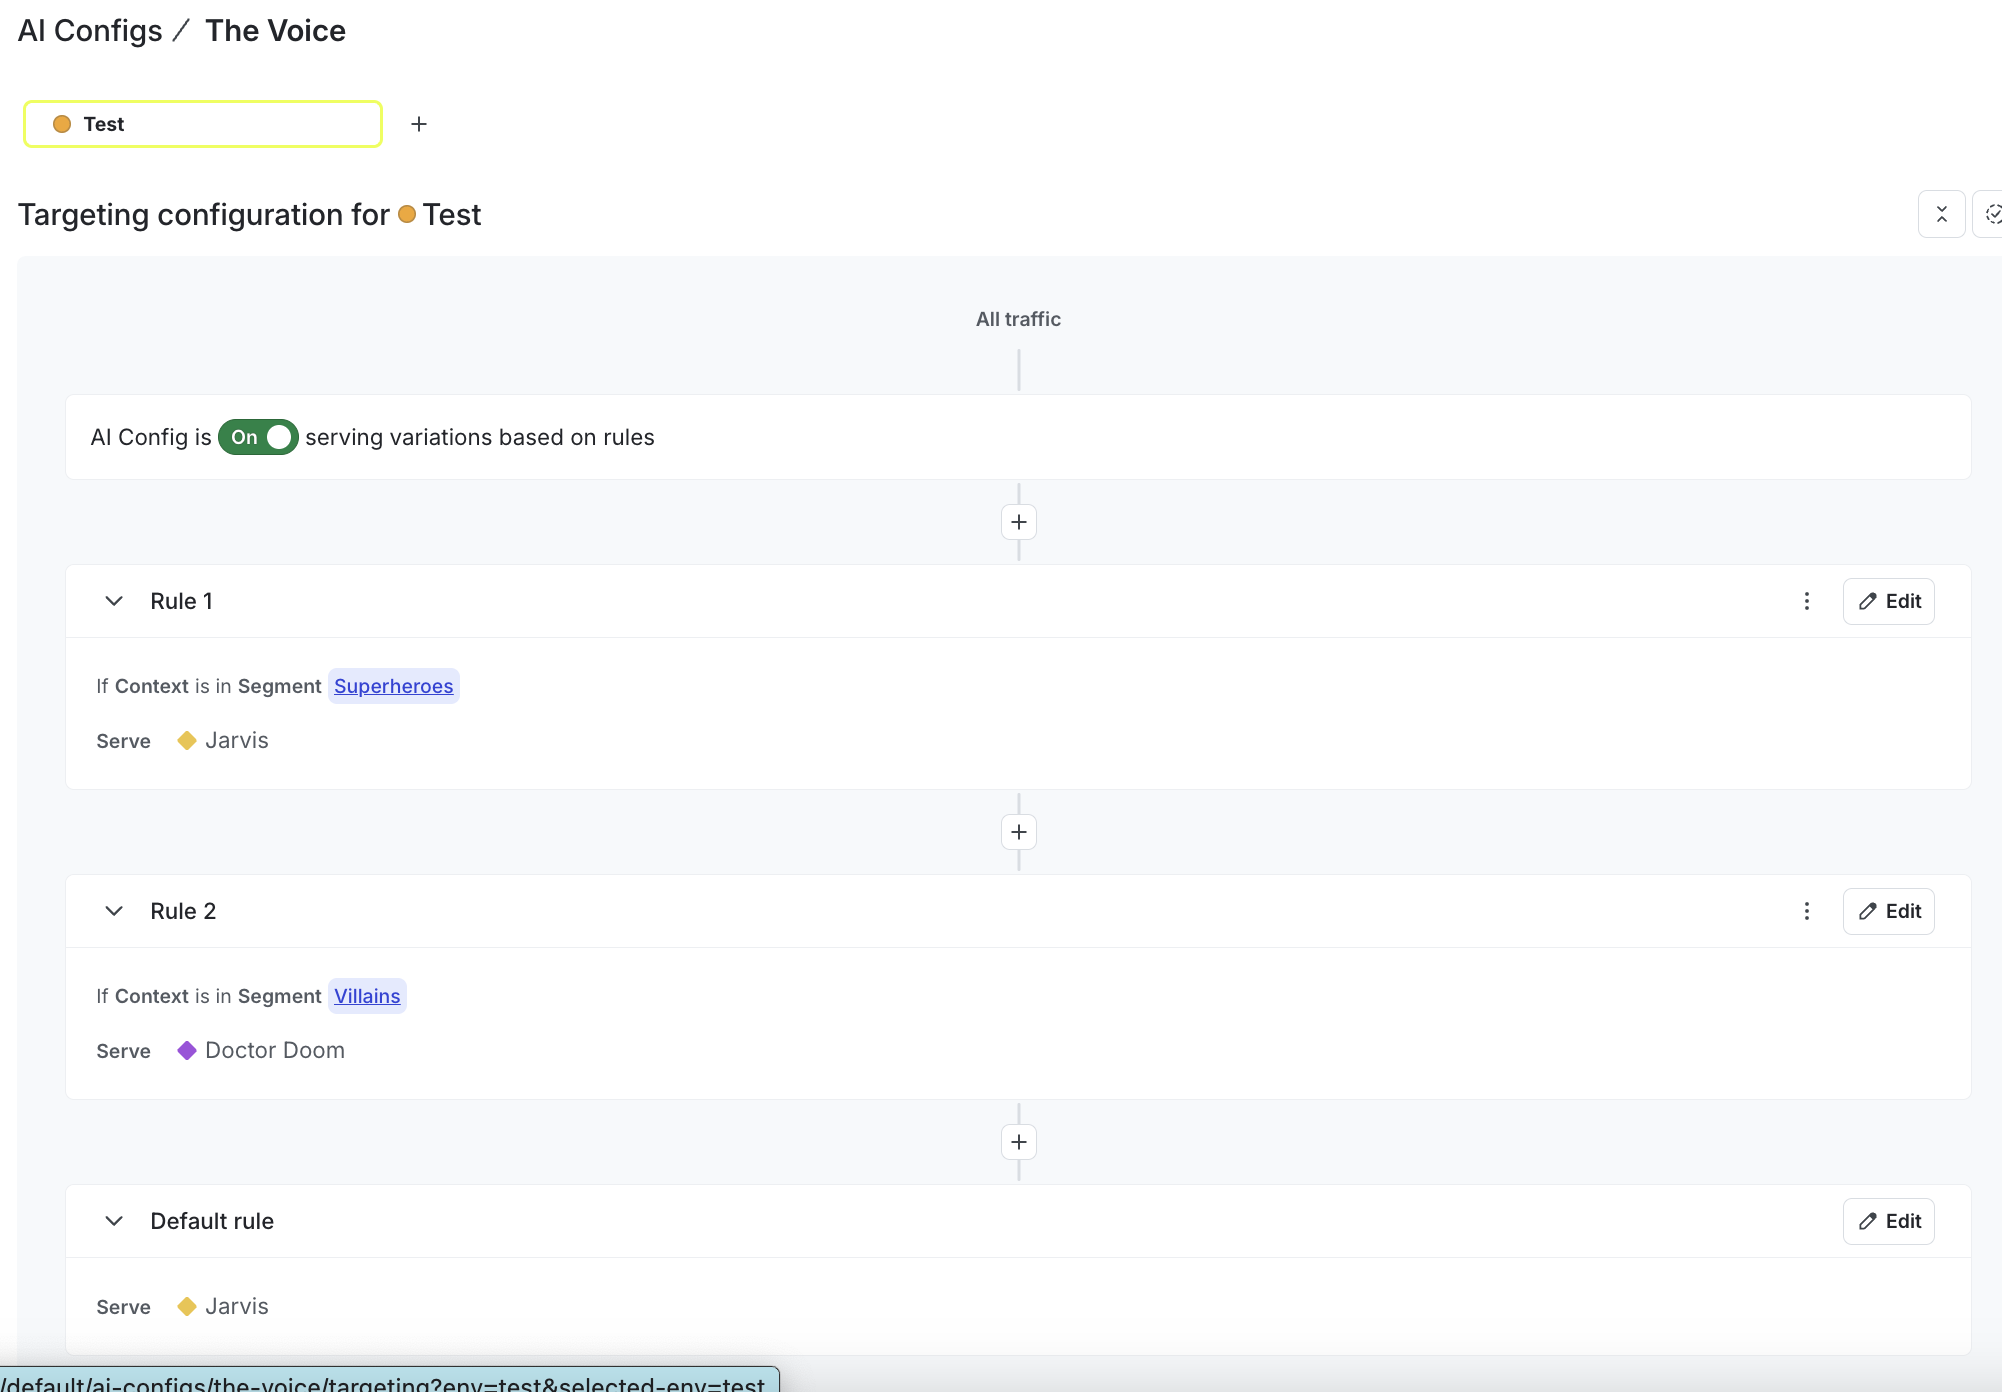 AI Configs / The Voice
Test
Targeting configuration for Test
All traffic
AI Config is On serving variations based on rules
Rule 1
Edit
If Context is in Segment Superheroes
Serve Jarvis
Rule 2
Edit
If Context is in Segment Villains
Serve Doctor Doom
Default rule
Edit
Serve Jarvis
/default/ai-configs/the-voice/targeting?env=test&selected-env=test